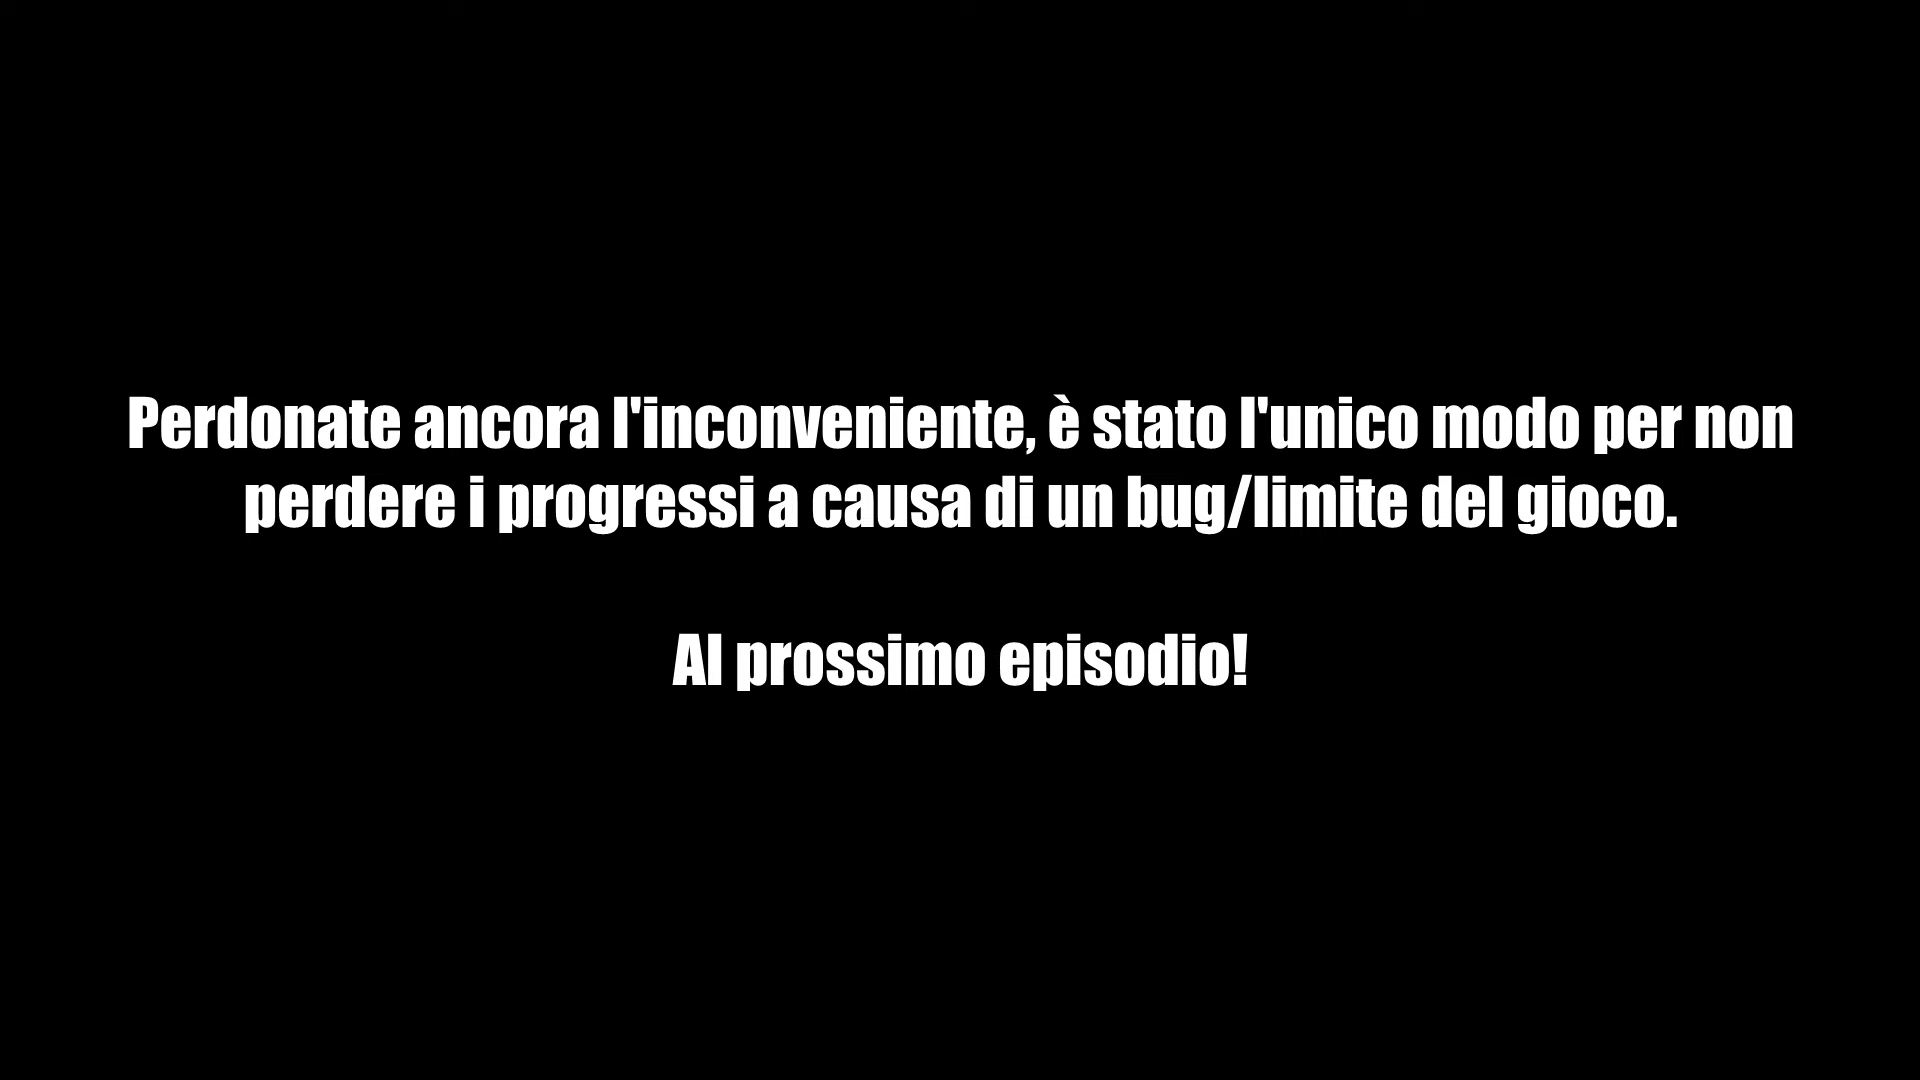 Perdonate ancora l'inconveniente, è stato l'unico modo per non
perdere i progressi a causa di un bug/limite del gioco.
Al prossimo episodio!